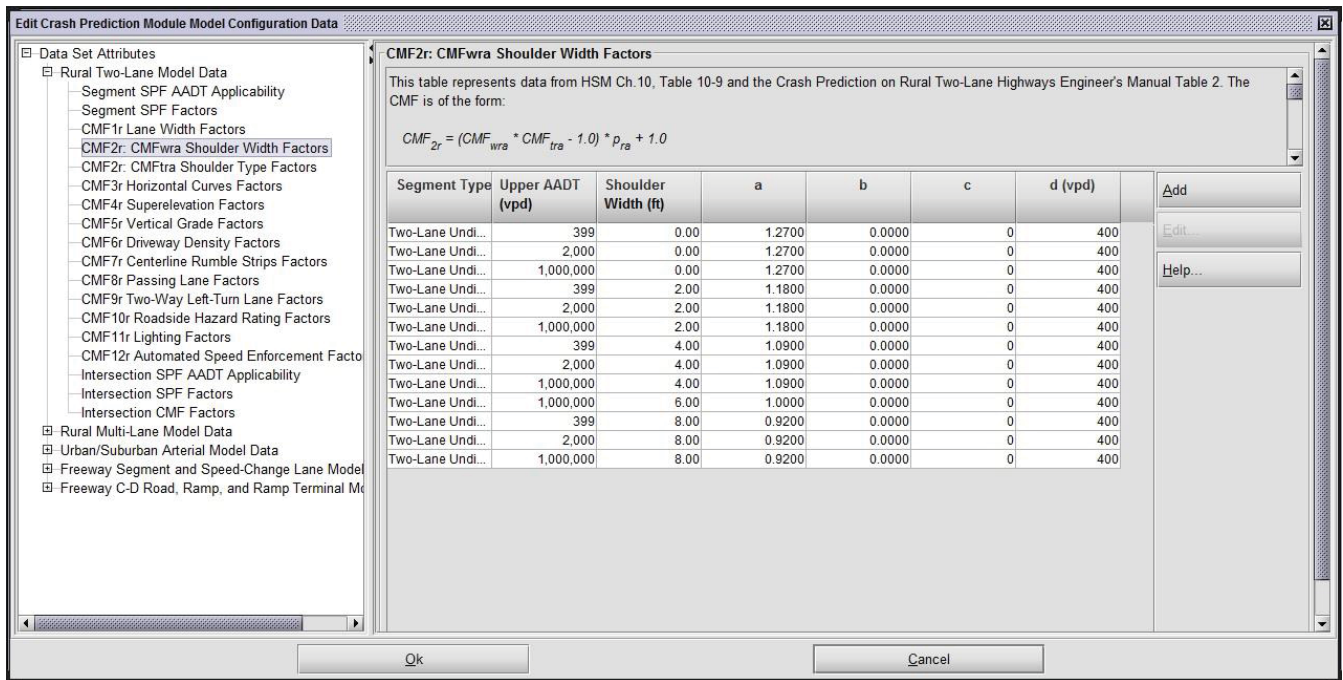 Edit Crash Prediction Module Model Configuration Data
Data Set Attributes
Rural Two-Lane Model Data
Segment SPF AADT Applicability
Segment SPF Factors
CMF1r Lane Width Factors
CMF2r: CMFwra Shoulder Width Factors
CMF2r: CMFtra Shoulder Type Factors
CMF3r Horizontal Curves Factors
CMF4r Superelevation Factors
CMF5r Vertical Grade Factors
CMF6r Driveway Density Factors
CMF7r Centerline Rumble Strips Factors
CMF8r Passing Lane Factors
CMF9r Two-Way Left-Turn Lane Factors
CMF10r Roadside Hazard Rating Factors
CMF11r Lighting Factors
CMF12r Automated Speed Enforcement Facto
Intersection SPF AADT Applicability
Intersection SPF Factors
Intersection CMF Factors
Rural Multi-Lane Model Data
Urban/Suburban Arterial Model Data
Freeway Segment and Speed-Change Lane Model
Freeway C-D Road, Ramp, and Ramp Terminal Mo
CMF2r: CMFwra Shoulder Width Factors
This table represents data from HSM Ch.10, Table 10-9 and the Crash Prediction on Rural Two-Lane Highways Engineer's Manual Table 2. The
CMF is of the form:
CMF2r = (CMFwra * CMFtra - 1.0) * pra + 1.0
Segment Type Upper AADT (vpd) Shoulder Width (ft) a b c d (vpd)
Two-Lane Undi... 399 0.00 1.2700 0.0000 0 400
Two-Lane Undi... 2,000 0.00 1.2700 0.0000 0 400
Two-Lane Undi... 1,000,000 0.00 1.2700 0.0000 0 400
Two-Lane Undi... 399 2.00 1.1800 0.0000 0 400
Two-Lane Undi... 2,000 2.00 1.1800 0.0000 0 400
Two-Lane Undi... 1,000,000 2.00 1.1800 0.0000 0 400
Two-Lane Undi... 399 4.00 1.0900 0.0000 0 400
Two-Lane Undi... 2,000 4.00 1.0900 0.0000 0 400
Two-Lane Undi... 1,000,000 4.00 1.0900 0.0000 0 400
Two-Lane Undi... 1,000,000 6.00 1.0000 0.0000 0 400
Two-Lane Undi... 399 8.00 0.9200 0.0000 0 400
Two-Lane Undi... 2,000 8.00 0.9200 0.0000 0 400
Two-Lane Undi... 1,000,000 8.00 0.9200 0.0000 0 400
Add
Edit...
Help...
Ok
Cancel